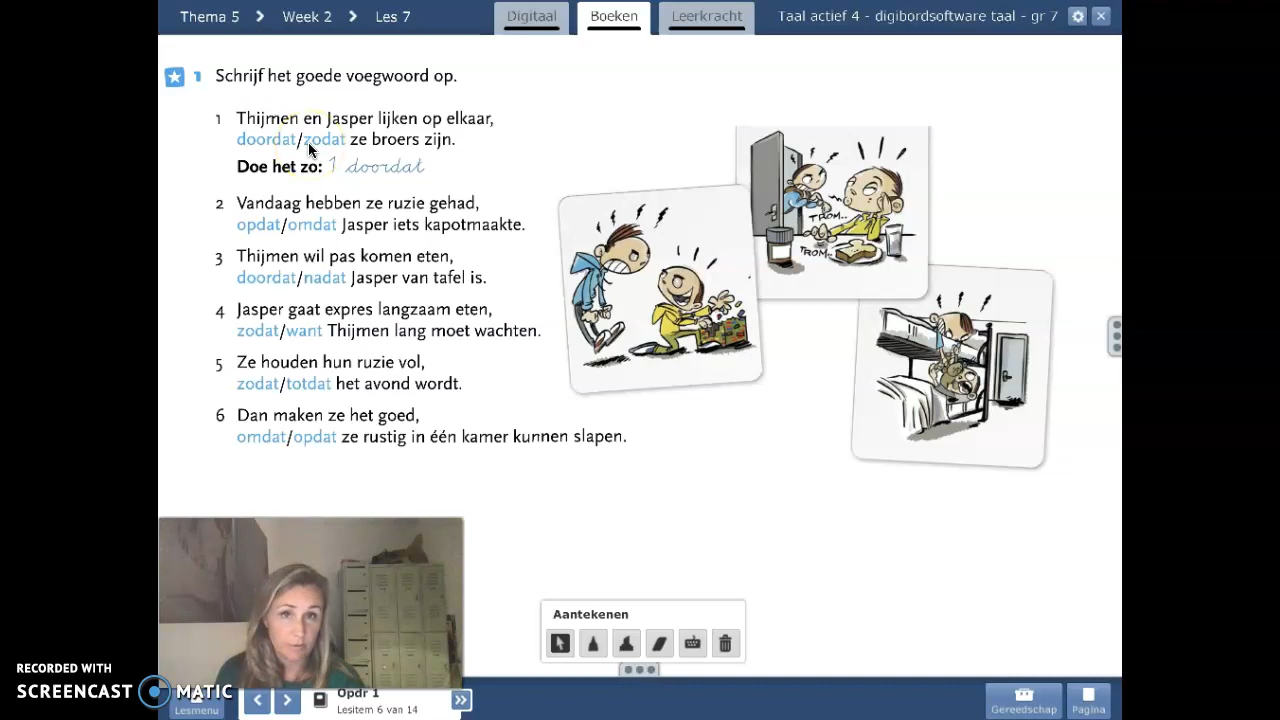 Thema 5 > Week 2 > Les 7
Digitaal
Boeken
Leerkracht
Taal actief 4 - digibordsoftware taal - gr 7
1 Schrijf het goede voegwoord op.
1 Thijmen en Jasper lijken op elkaar,
doordat/zodat ze broers zijn.
Doe het zo: 1 doordat
2 Vandaag hebben ze ruzie gehad,
opdat/omdat Jasper iets kapotmaakte.
3 Thijmen wil pas komen eten,
doordat/nadat Jasper van tafel is.
4 Jasper gaat expres langzaam eten,
zodat/want Thijmen lang moet wachten.
5 Ze houden hun ruzie vol,
zodat/totdat het avond wordt.
6 Dan maken ze het goed,
omdat/opdat ze rustig in één kamer kunnen slapen.
TROM..
TROM..
Aantekenen
RECORDED WITH
SCREENCAST MATIC
Lesmenu
Opdr 1
Lesitem 6 van 14
Gereedschap
Pagina